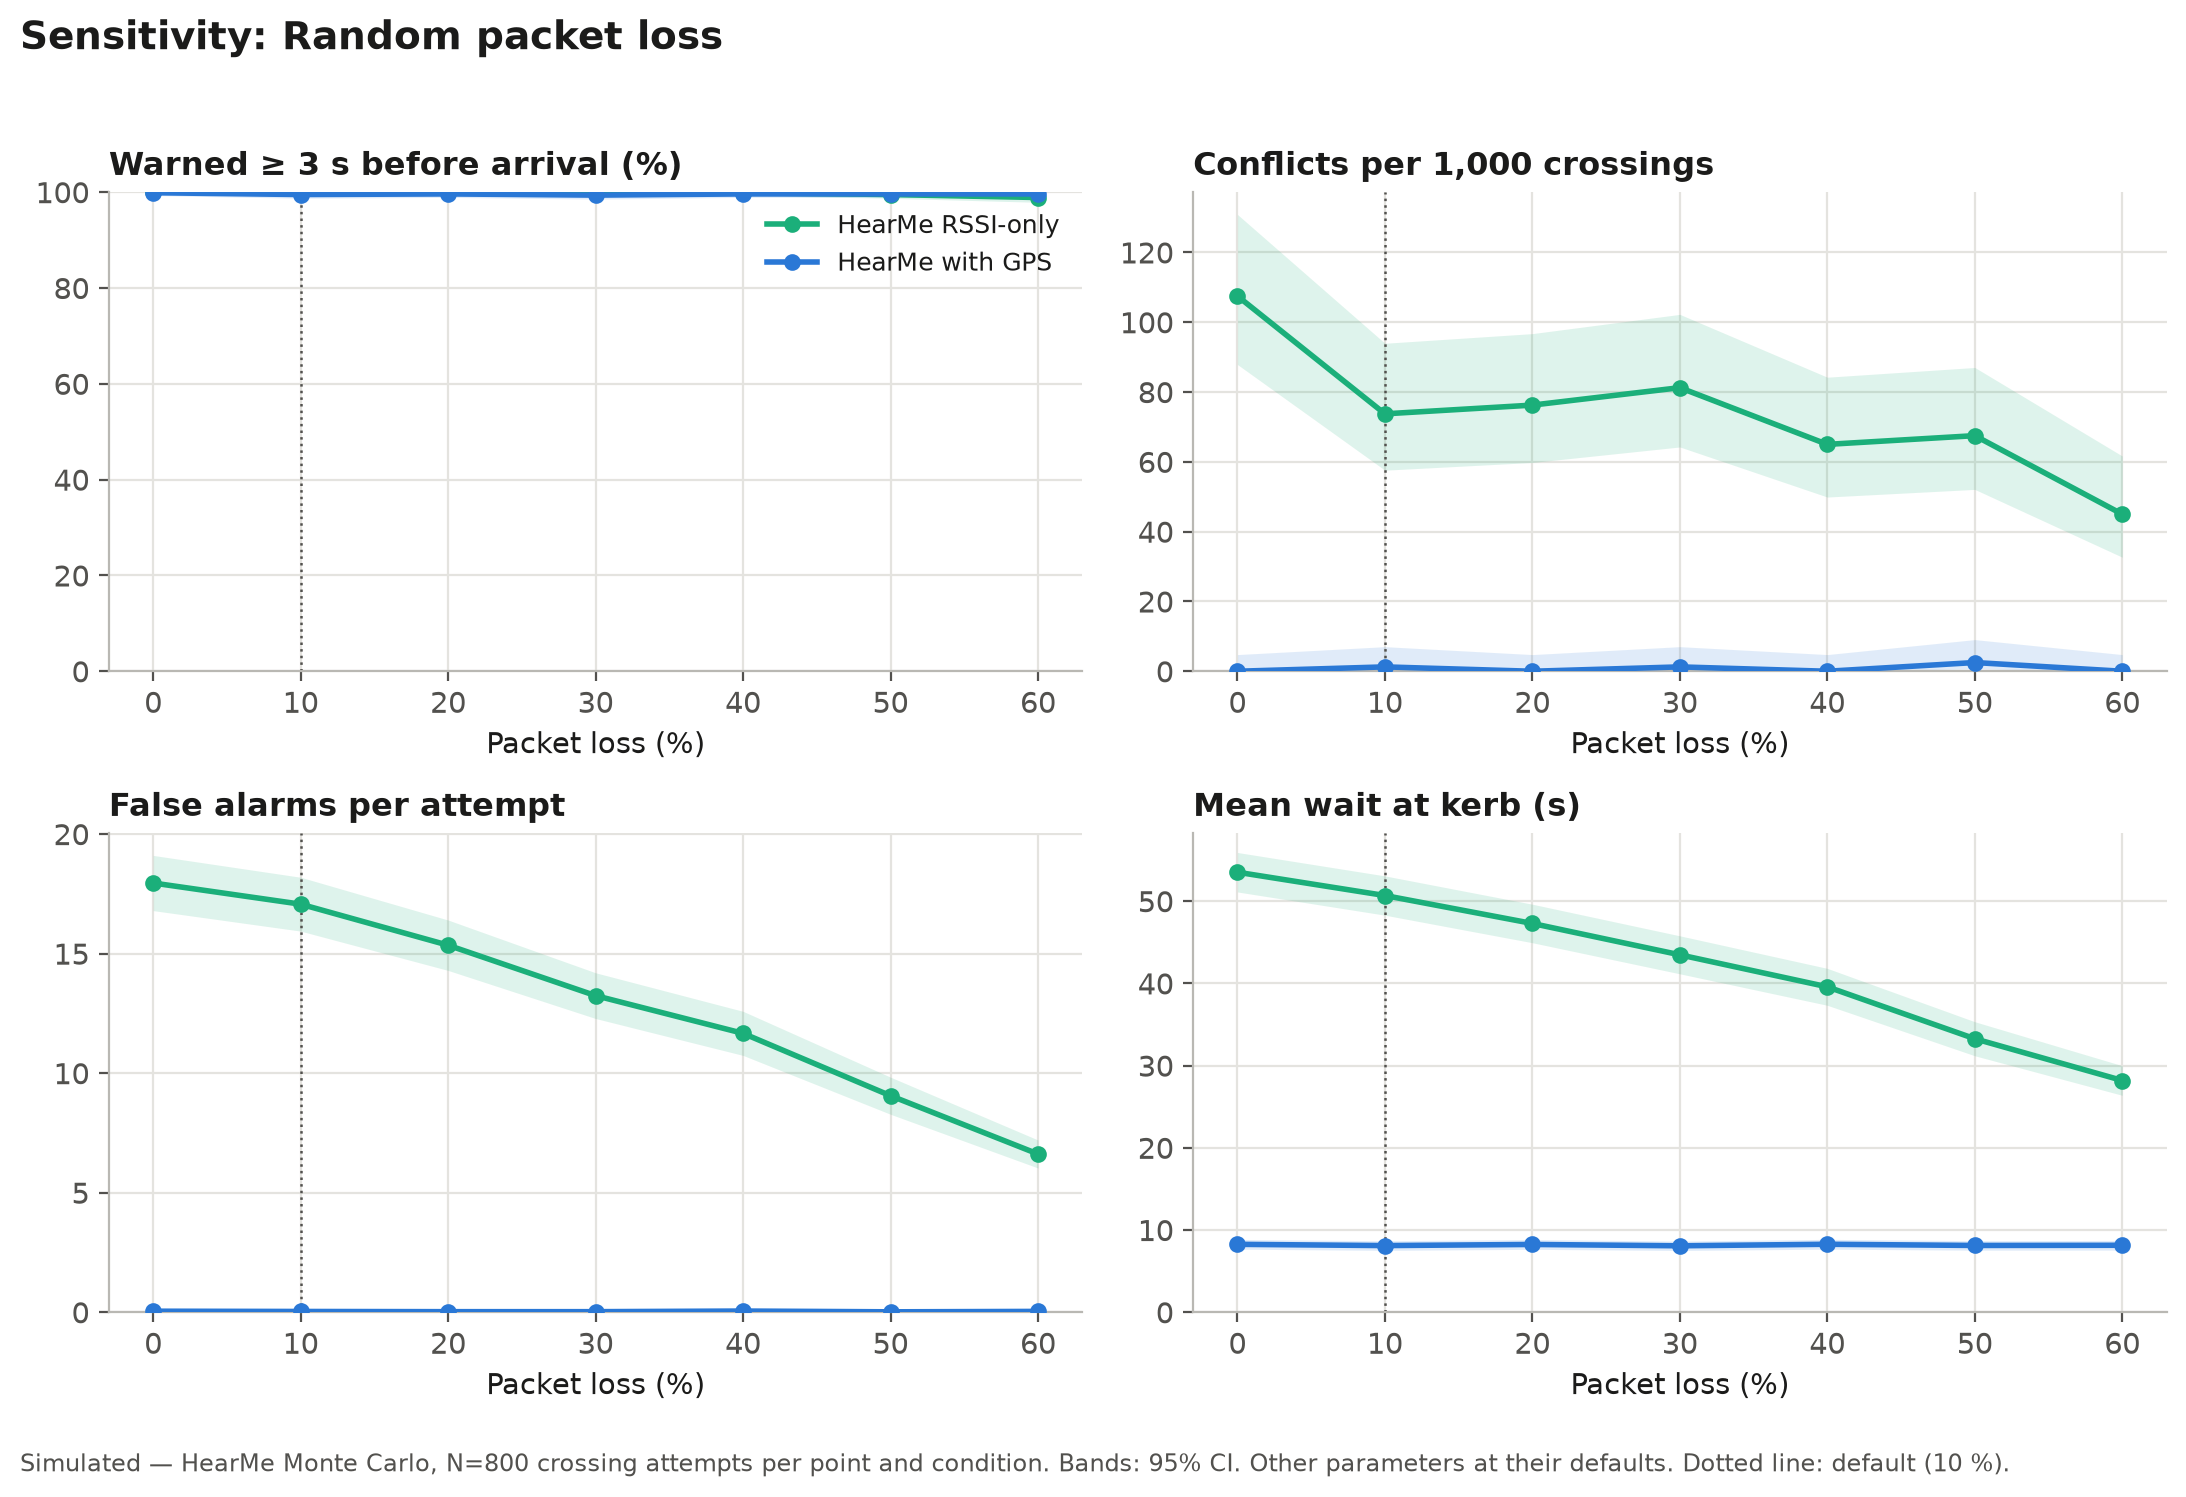 Sensitivity: Random packet loss
Warned ≥ 3 s before arrival (%)
100
80
60
40
20
0
HearMe RSSI-only
HearMe with GPS
0 10 20 30 40 50 60
Packet loss (%)
Conflicts per 1,000 crossings
120
100
80
60
40
20
0
0 10 20 30 40 50 60
Packet loss (%)
False alarms per attempt
20
15
10
5
0
0 10 20 30 40 50 60
Packet loss (%)
Mean wait at kerb (s)
50
40
30
20
10
0
0 10 20 30 40 50 60
Packet loss (%)
Simulated — HearMe Monte Carlo, N=800 crossing attempts per point and condition. Bands: 95% CI. Other parameters at their defaults. Dotted line: default (10 %).